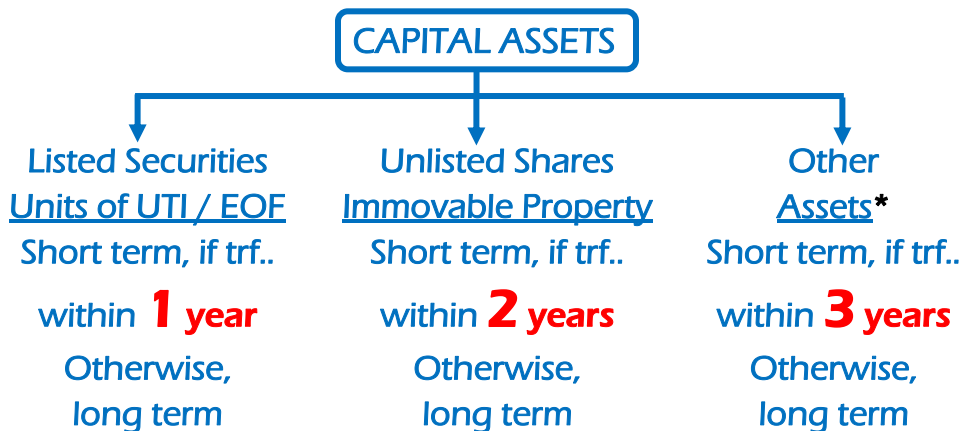 CAPITAL ASSETS
Listed Securities
Units of UTI / EOF
Short term, if trf..
within 1 year
Otherwise,
long term
Unlisted Shares
Immovable Property
Short term, if trf..
within 2 years
Otherwise,
long term
Other
Assets*
Short term, if trf..
within 3 years
Otherwise,
long term